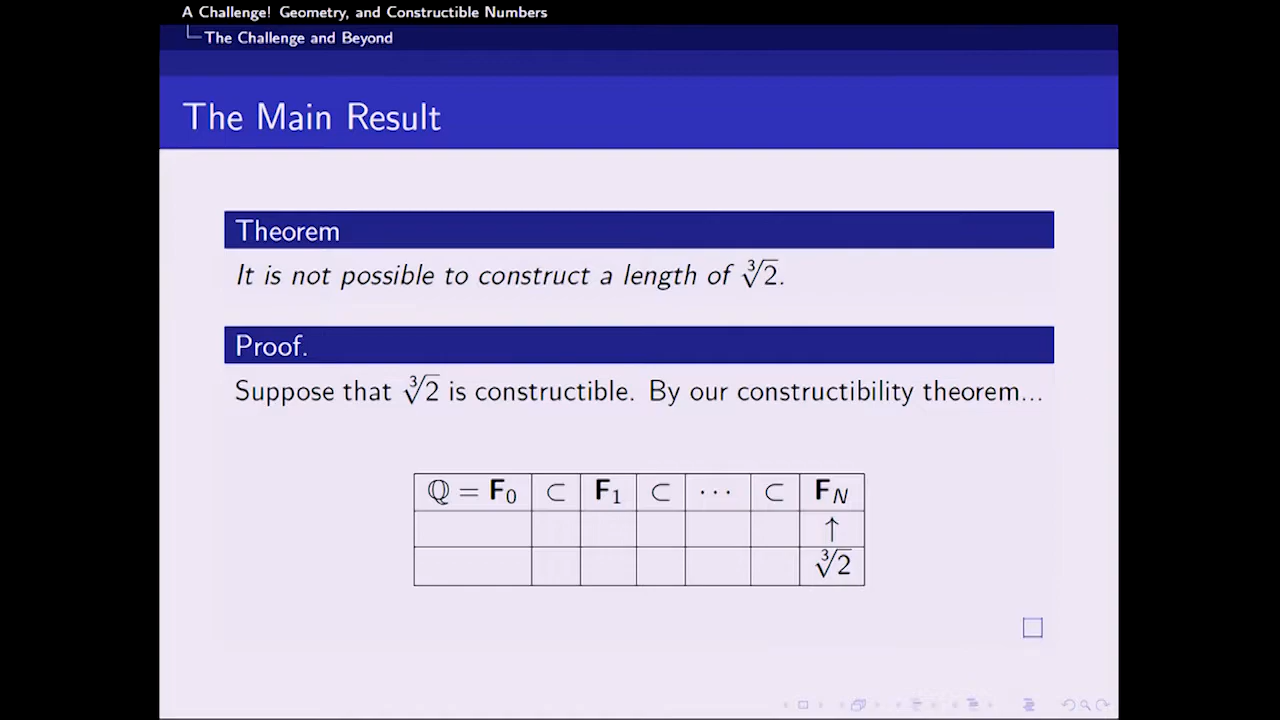 A Challenge! Geometry, and Constructible Numbers
The Challenge and Beyond
The Main Result
Theorem
It is not possible to construct a length of ∛2.
Proof.
Suppose that ∛2 is constructible. By our constructibility theorem...
ℚ = F₀ ⊂ F₁ ⊂ ⋯ ⊂ F_N
↑
∛2